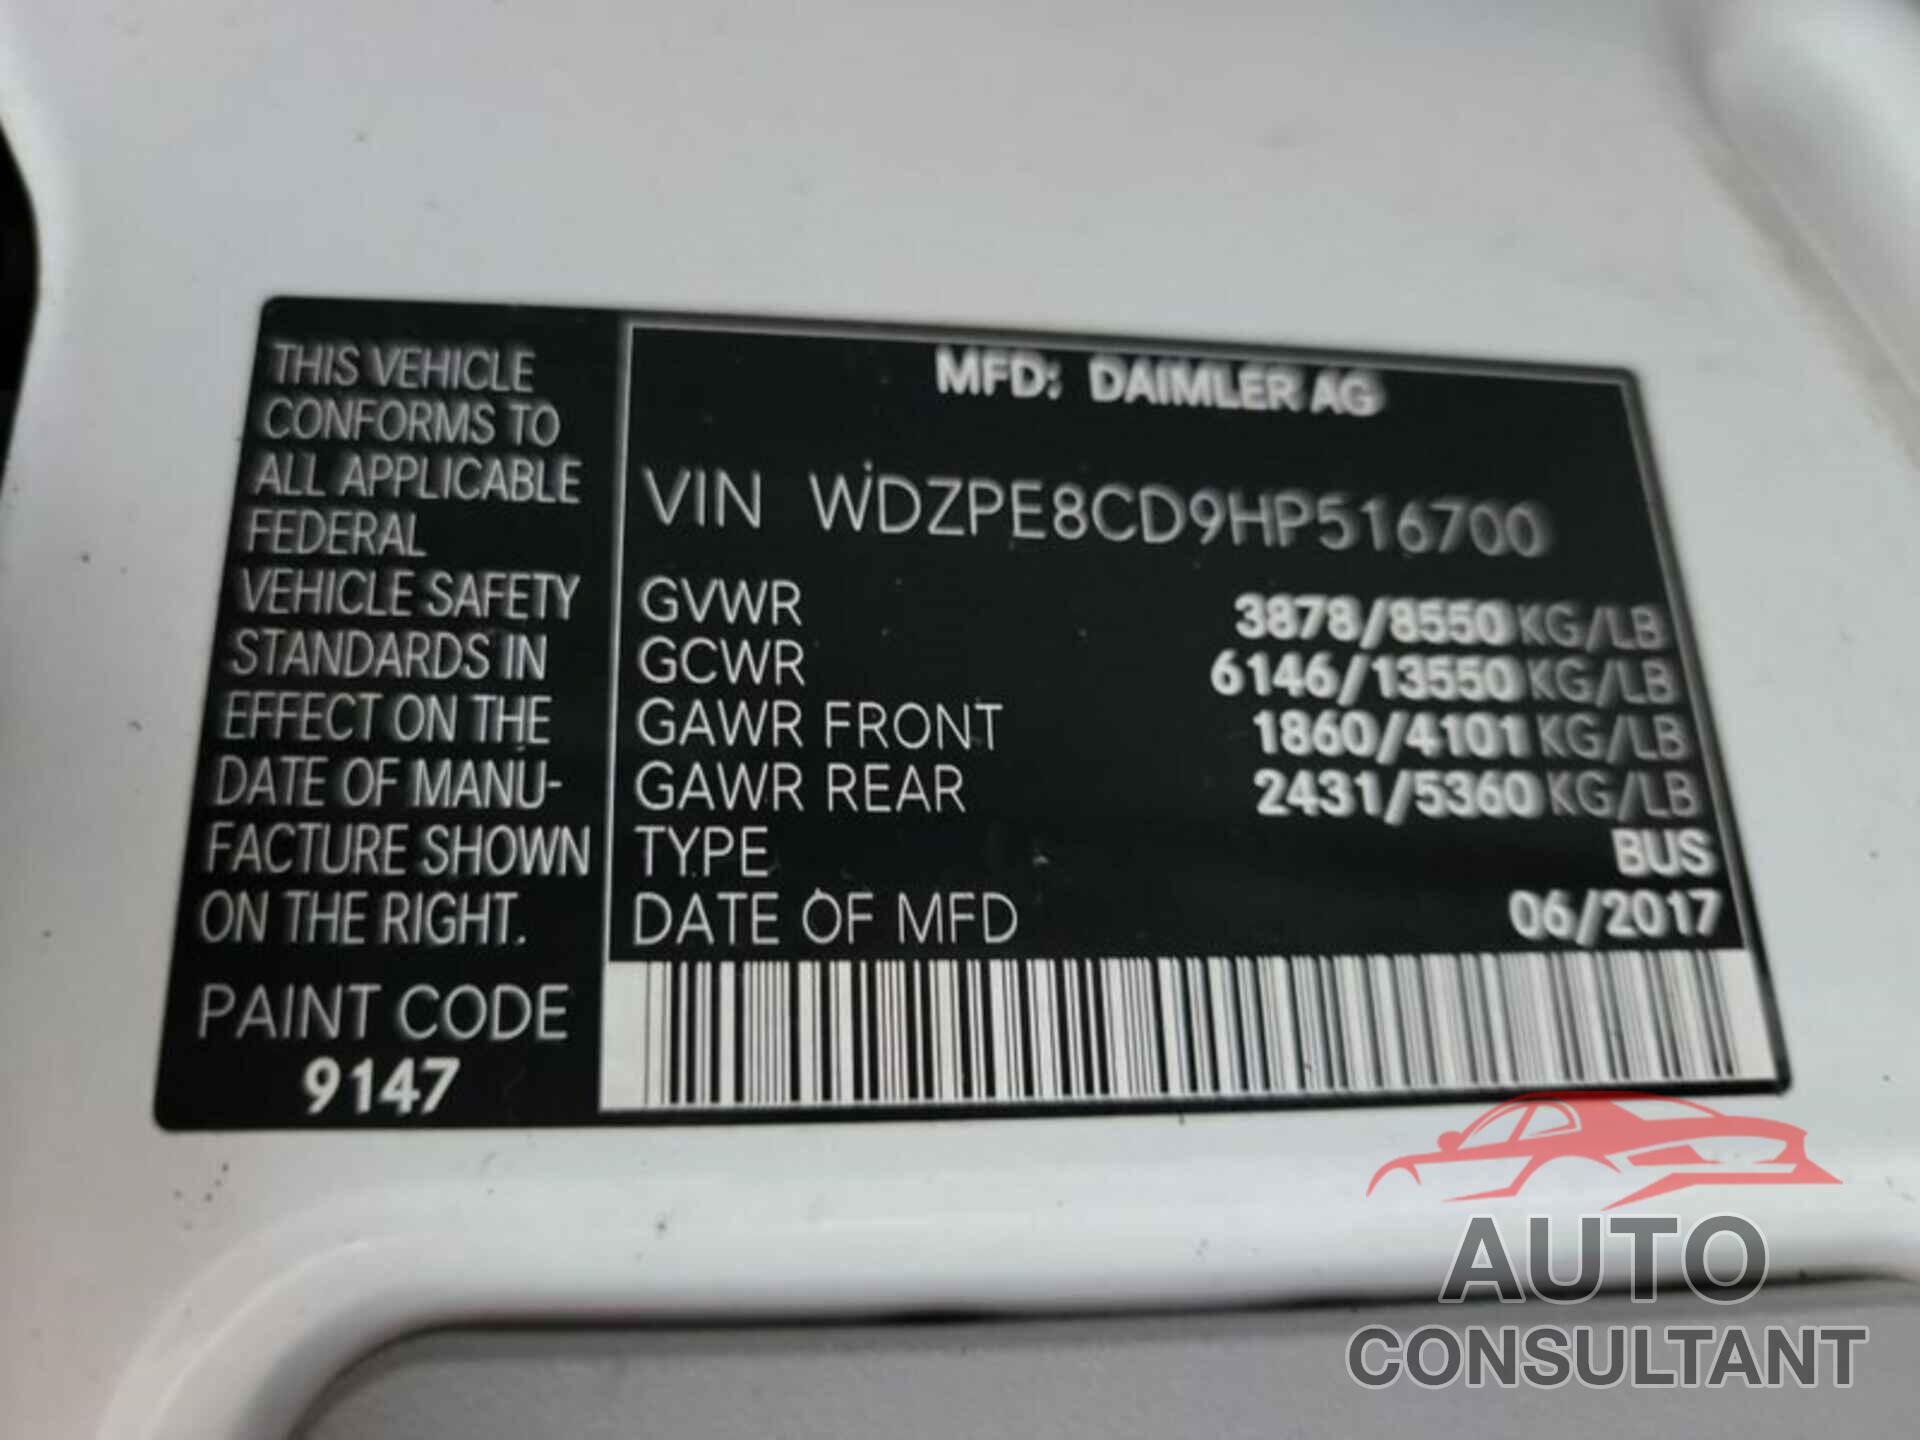 THIS VEHICLE
CONFORMS TO
ALL APPLICABLE
FEDERAL
VEHICLE SAFETY
STANDARDS IN
EFFECT ON THE
DATE OF MANU-
FACTURE SHOWN
ON THE RIGHT.
PAINT CODE
9147
MFD: DAIMLER AG
VIN WDZPE8CD9HP516700
GVWR 3878/8550 KG/LB
GCWR 6146/13550 KG/LB
GAWR FRONT 1860/4101 KG/LB
GAWR REAR 2431/5360 KG/LB
TYPE BUS
DATE OF MFD 06/2017
AUTO
CONSULTANT